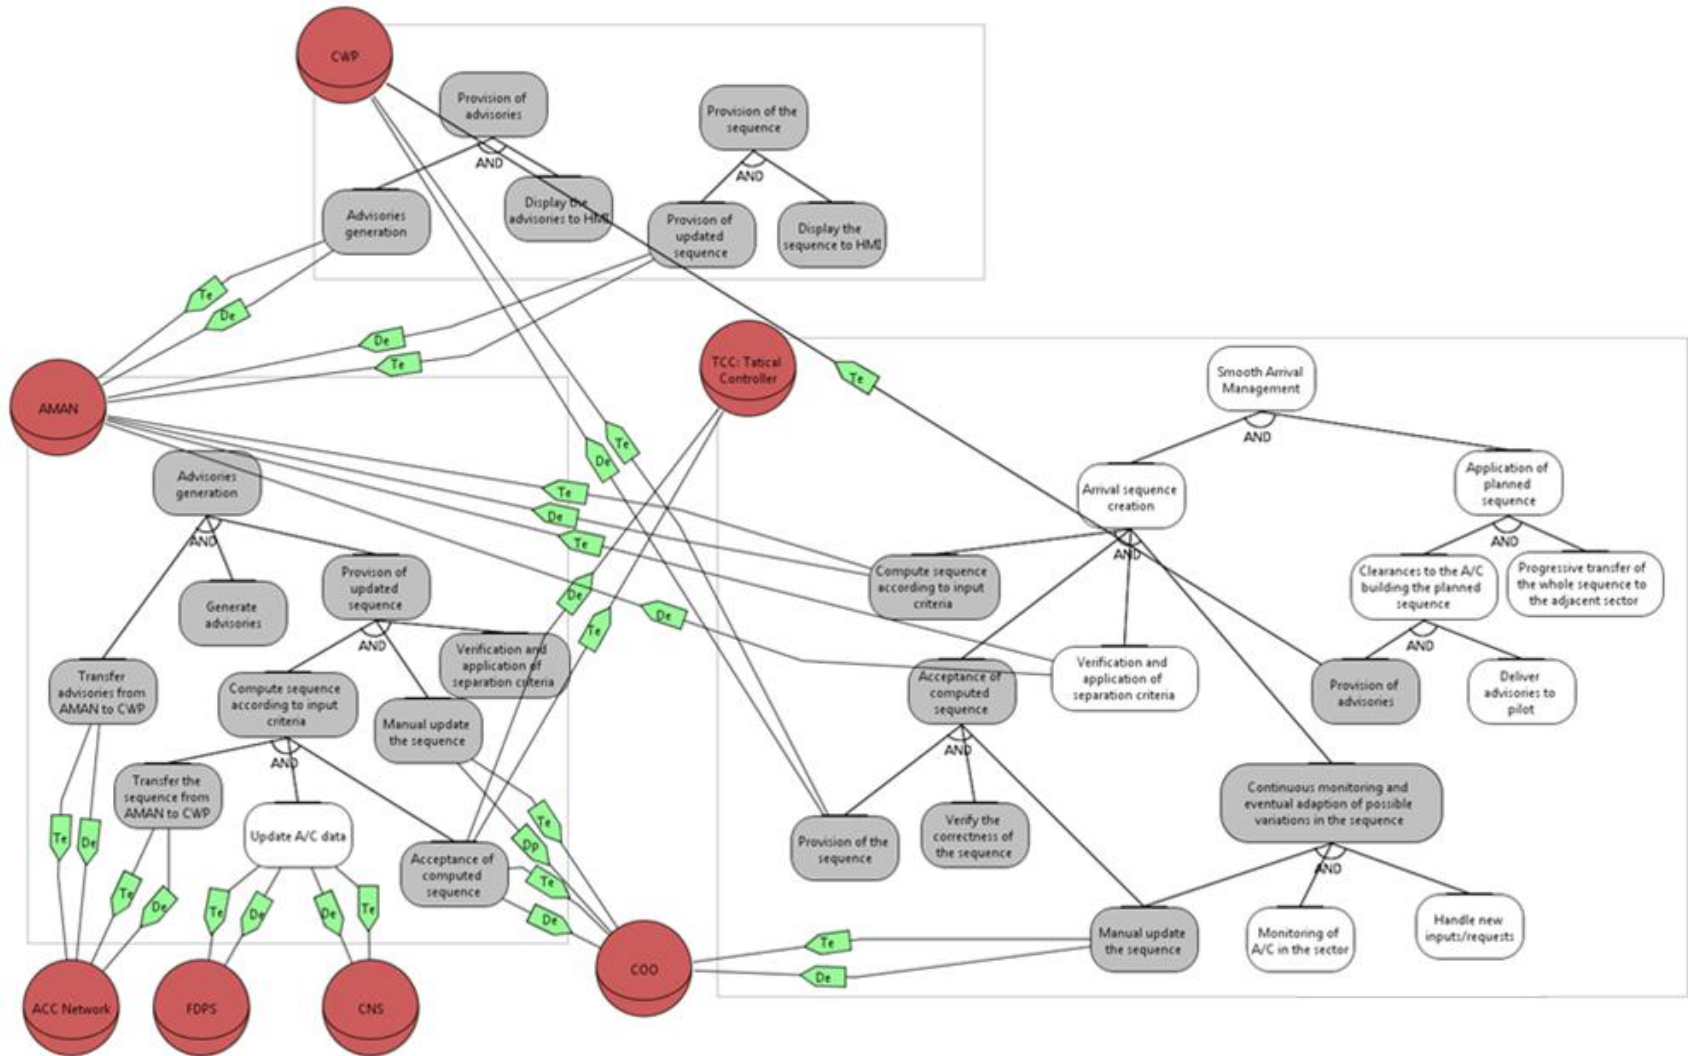 CWP
Provision of
advisories
AND
Advisories
generation
Display the
advisories to HMI
Provision of the
sequence
AND
Provison of
updated
sequence
Display the
sequence to HMI
Te
De
De
Te
AMAN
TCC: Tatical
Controller
Te
Te
De
Te
De
Te
De
De
Te
Advisories
generation
AND
Generate
advisories
Provison of
updated
sequence
AND
Transfer
advisories from
AMAN to CWP
Compute sequence
according to input
criteria
AND
Manual update
the sequence
Verification and
application of
separation criteria
Transfer the
sequence from
AMAN to CWP
Update A/C data
Acceptance of
computed
sequence
Te
De
Te
De
Te
De
De
Te
Te
Dp
Te
De
ACC Network
FDPS
CNS
COO
Te
De
Smooth Arrival
Management
AND
Arrival sequence
creation
AND
Application of
planned
sequence
AND
Compute sequence
according to input
criteria
Clearances to the A/C
building the planned
sequence
AND
Progressive transfer of
the whole sequence to
the adjacent sector
Acceptance of
computed
sequence
AND
Verification and
application of
separation criteria
Provision of
advisories
Deliver
advisories to
pilot
Provision of the
sequence
Verify the
correctness of
the sequence
Continuous monitoring and
eventual adaption of possible
variations in the sequence
AND
Manual update
the sequence
Monitoring of
A/C in the sector
Handle new
inputs/requests